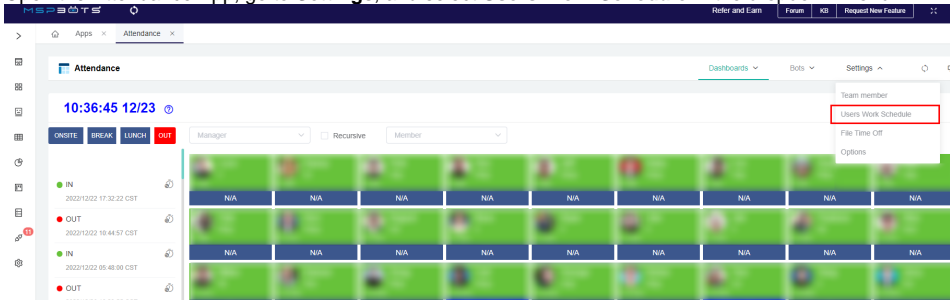 MSPBOTS
Refer and Earn Forum KB Request New Feature
Apps × Attendance ×
Attendance
Dashboards Bots Settings
Team member
Users Work Schedule
File Time Off
Options
10:36:45 12/23
ONSITE BREAK LUNCH OUT
Manager Recursive Member
IN
2022/12/22 17:32:22 CST
OUT
2022/12/22 10:44:57 CST
IN
2022/12/22 05:48:00 CST
OUT
N/A N/A N/A N/A N/A N/A N/A N/A N/A
N/A N/A N/A N/A N/A N/A N/A N/A N/A
11